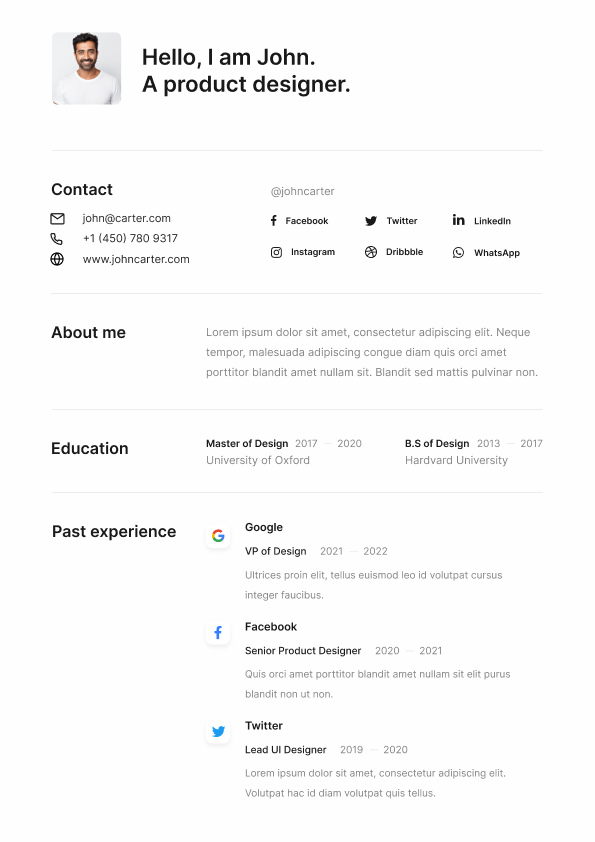 Hello, I am John.
A product designer.
Contact
john@carter.com
+1 (450) 780 9317
www.johncarter.com
@johncarter
Facebook Twitter LinkedIn
Instagram Dribbble WhatsApp
About me
Lorem ipsum dolor sit amet, consectetur adipiscing elit. Neque
tempor, malesuada adipiscing congue diam quis orci amet
porttitor blandit amet nullam sit. Blandit sed mattis pulvinar non.
Education
Master of Design 2017 — 2020
University of Oxford
B.S of Design 2013 — 2017
Hardvard University
Past experience
Google
VP of Design 2021 — 2022
Ultrices proin elit, tellus euismod leo id volutpat cursus
integer faucibus.
Facebook
Senior Product Designer 2020 — 2021
Quis orci amet porttitor blandit amet nullam sit elit purus
blandit non ut non.
Twitter
Lead UI Designer 2019 — 2020
Lorem ipsum dolor sit amet, consectetur adipiscing elit.
Volutpat hac id diam volutpat quis tellus.